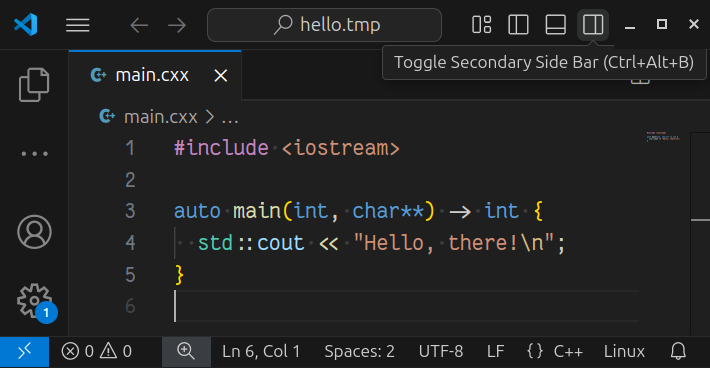 hello.tmp
main.cxx
Toggle Secondary Side Bar (Ctrl+Alt+B)
main.cxx > ...
1 #include <iostream>
2
3 auto main(int, char**) -> int {
4   std::cout << "Hello, there!\n";
5 }
6
1
0 0 Ln 6, Col 1 Spaces: 2 UTF-8 LF {} C++ Linux